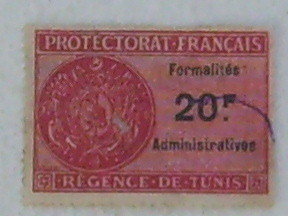 PROTECTORAT-FRANÇAIS
Formalités
20F
Administratives
RÉGENCE-DE-TUNIS